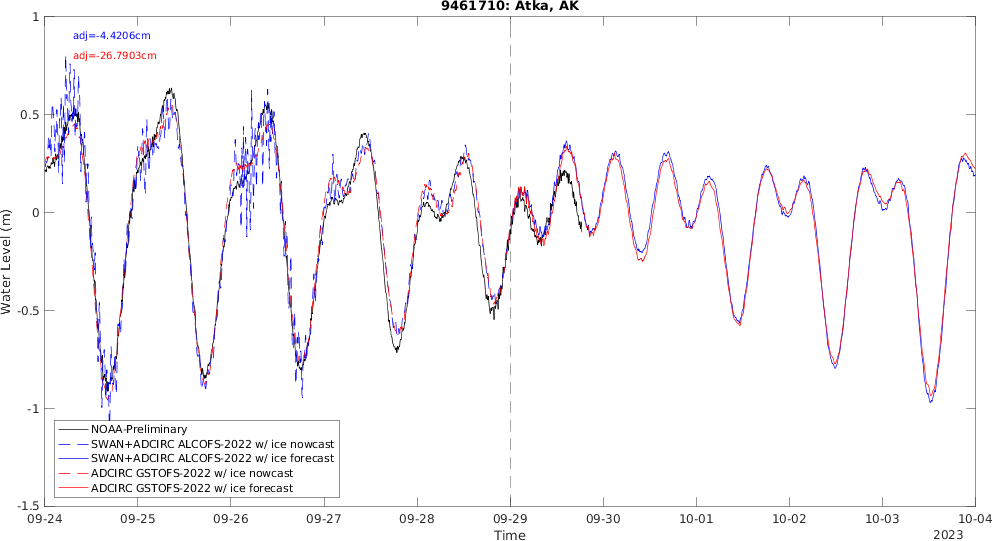 9461710: Atka, AK
adj=-4.4206cm
adj=-26.7903cm
Water Level (m)
1
0.5
0
-0.5
-1
-1.5
NOAA-Preliminary
SWAN+ADCIRC ALCOFS-2022 w/ ice nowcast
SWAN+ADCIRC ALCOFS-2022 w/ ice forecast
ADCIRC GSTOFS-2022 w/ ice nowcast
ADCIRC GSTOFS-2022 w/ ice forecast
09-24 09-25 09-26 09-27 09-28 09-29 09-30 10-01 10-02 10-03 10-04
Time
2023